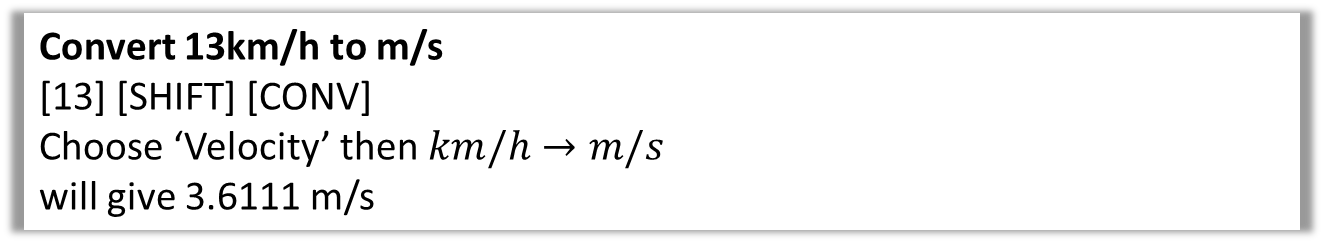 Convert 13km/h to m/s
[13] [SHIFT] [CONV]
Choose ‘Velocity’ then km/h → m/s
will give 3.6111 m/s